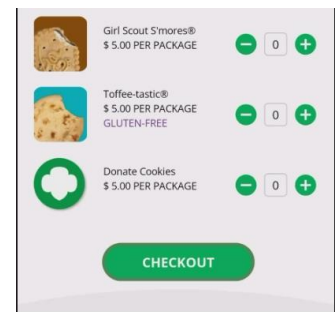 Girl Scout S'mores®
$ 5.00 PER PACKAGE
0
Toffee-tastic®
$ 5.00 PER PACKAGE
GLUTEN-FREE
0
Donate Cookies
$ 5.00 PER PACKAGE
0
CHECKOUT